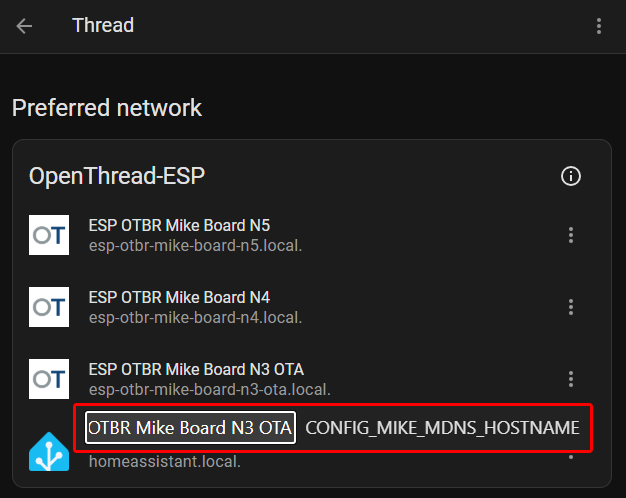 Thread
Preferred network
OpenThread-ESP
OT
ESP OTBR Mike Board N5
esp-otbr-mike-board-n5.local.
OT
ESP OTBR Mike Board N4
esp-otbr-mike-board-n4.local.
OT
ESP OTBR Mike Board N3 OTA
esp-otbr-mike-board-n3-ota.local.
OTBR Mike Board N3 OTA CONFIG_MIKE_MDNS_HOSTNAME
homeassistant.local.